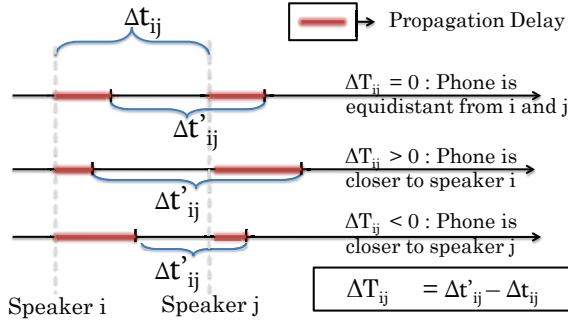 Propagation Delay
Δt_ij
ΔT_ij = 0 : Phone is
equidistant from i and j
Δt'_ij
ΔT_ij > 0 : Phone is
closer to speaker i
Δt'_ij
ΔT_ij < 0 : Phone is
closer to speaker j
Δt'_ij
Speaker i
Speaker j
ΔT_ij = Δt'_ij – Δt_ij